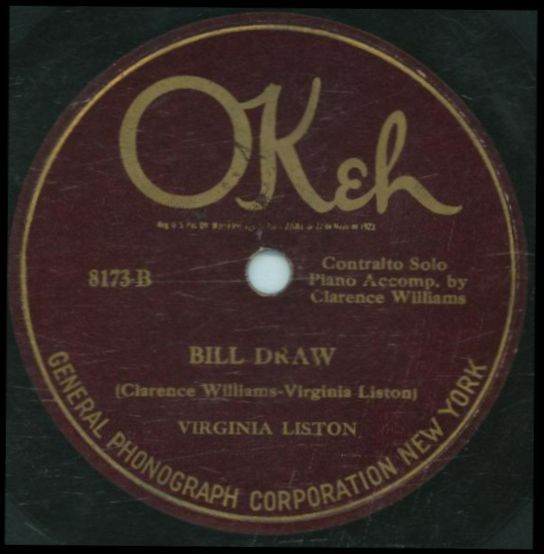 OKeh
8173-B
Contralto Solo
Piano Accomp. by
Clarence Williams
BILL DRAW
(Clarence Williams-Virginia Liston)
VIRGINIA LISTON
GENERAL PHONOGRAPH CORPORATION NEW YORK